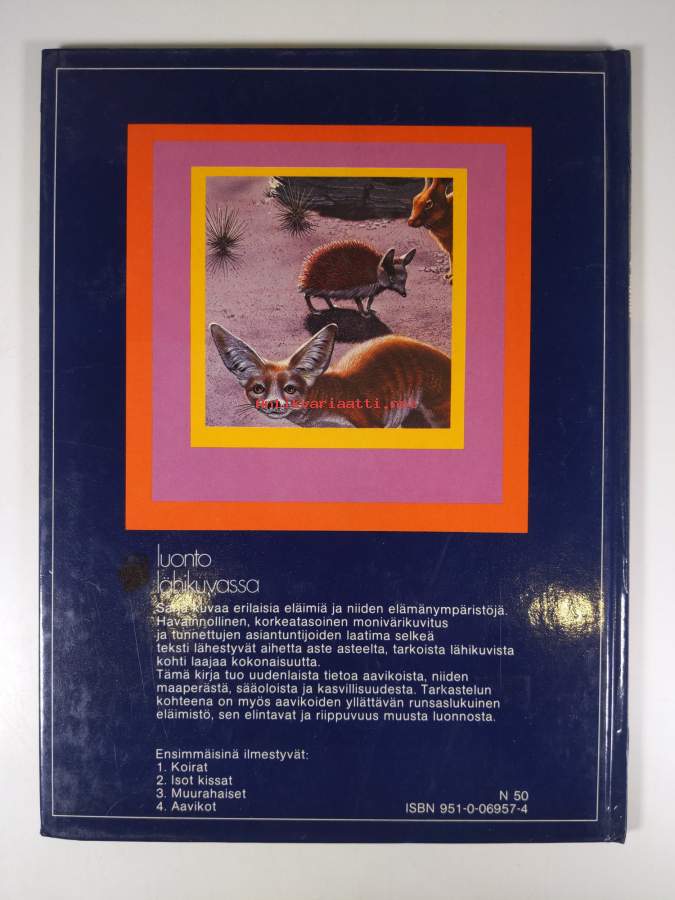 antikvariaatti.net
luonto
lähikuvassa
Sarja kuvaa erilaisia eläimiä ja niiden elämänympäristöjä.
Havainnollinen, korkeatasoinen monivärikuvitus
ja tunnettujen asiantuntijoiden laatima selkeä
teksti lähestyvät aihetta aste asteelta, tarkoista lähikuvista
kohti laajaa kokonaisuutta.
Tämä kirja tuo uudenlaista tietoa aavikoista, niiden
maaperästä, sääoloista ja kasvillisuudesta. Tarkastelun
kohteena on myös aavikoiden yllättävän runsaslukuinen
eläimistö, sen elintavat ja riippuvuus muusta luonnosta.
Ensimmäisinä ilmestyvät:
1. Koirat
2. Isot kissat
3. Muurahaiset
4. Aavikot
N 50
ISBN 951-0-06957-4